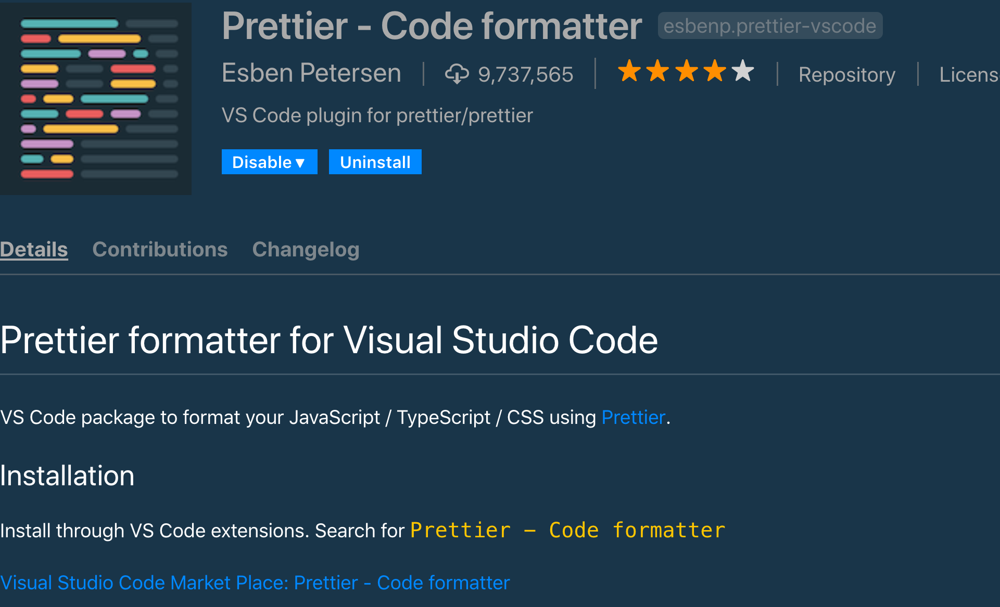 Prettier - Code formatter esbenp.prettier-vscode
Esben Petersen | 9,737,565 | ★★★★★ | Repository | Licens
VS Code plugin for prettier/prettier
Disable ▾ Uninstall
Details Contributions Changelog
Prettier formatter for Visual Studio Code
VS Code package to format your JavaScript / TypeScript / CSS using Prettier.
Installation
Install through VS Code extensions. Search for Prettier - Code formatter
Visual Studio Code Market Place: Prettier - Code formatter